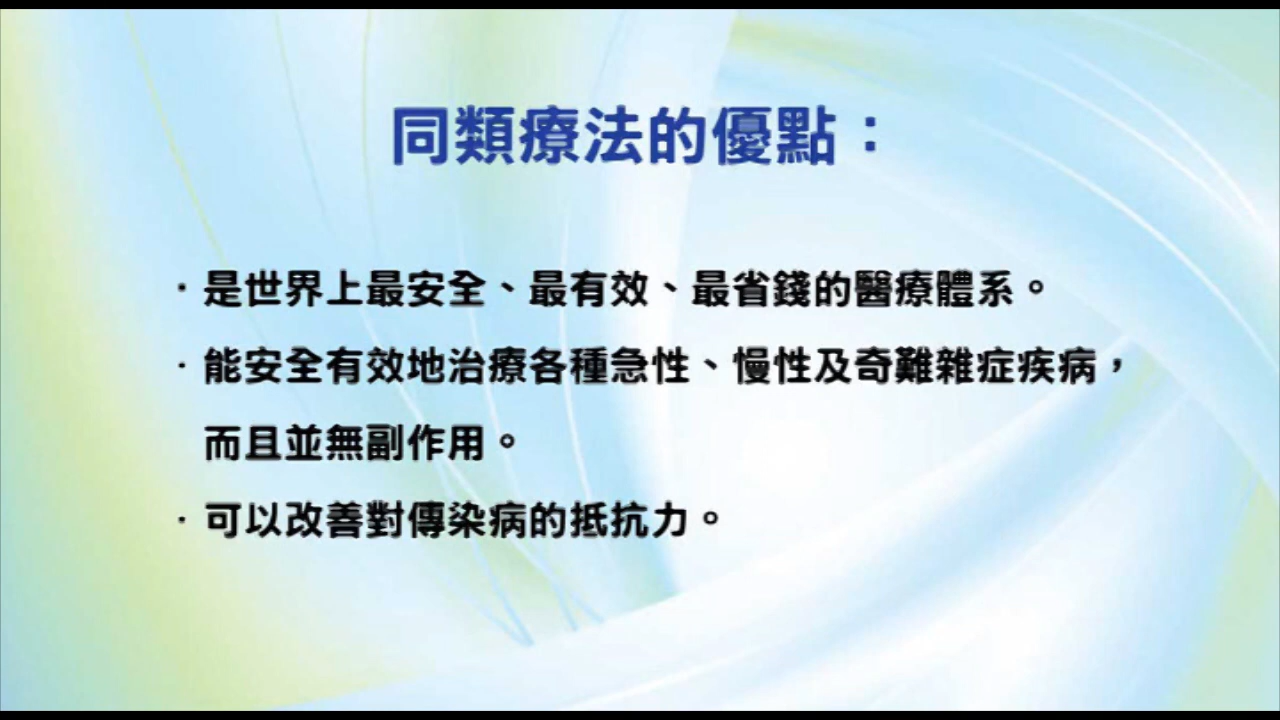 同類療法的優點：
· 是世界上最安全、最有效、最省錢的醫療體系。
· 能安全有效地治療各種急性、慢性及奇難雜症疾病，
而且並無副作用。
· 可以改善對傳染病的抵抗力。